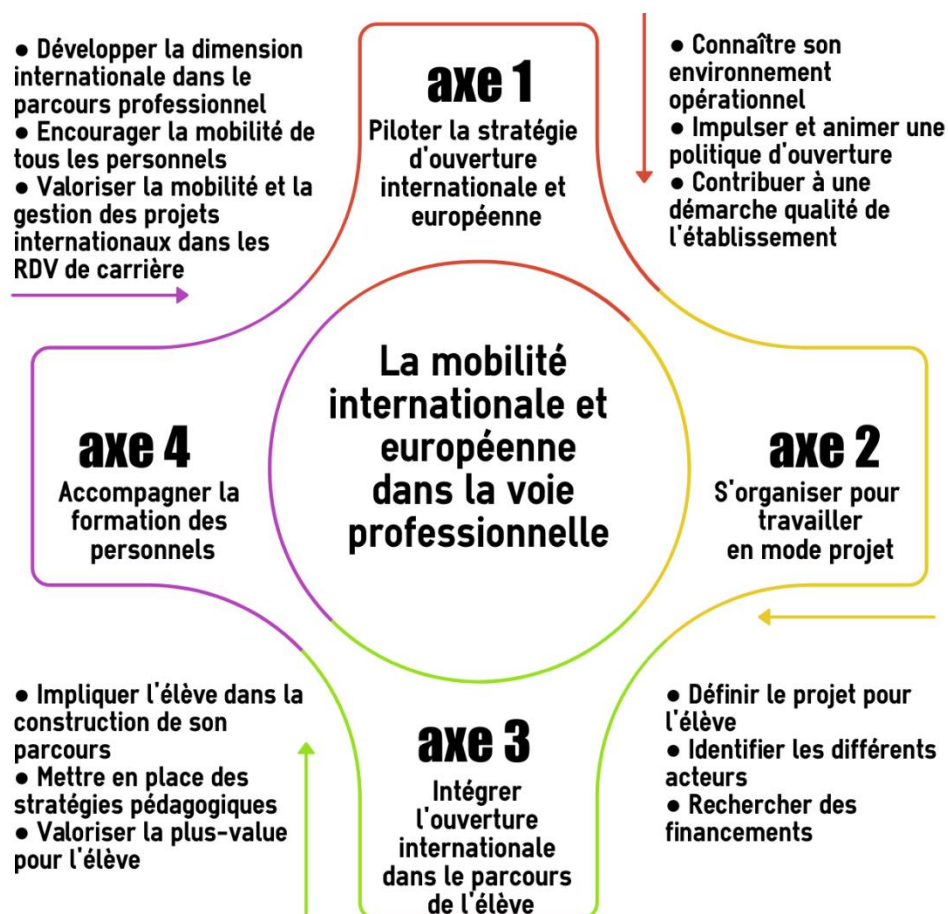 ● Développer la dimension
internationale dans le
parcours professionnel
● Encourager la mobilité de
tous les personnels
● Valoriser la mobilité et la
gestion des projets
internationaux dans les
RDV de carrière
axe 1
Piloter la stratégie
d'ouverture
internationale et
européenne
● Connaître son
environnement
opérationnel
● Impulser et animer une
politique d'ouverture
● Contribuer à une
démarche qualité de
l'établissement
axe 4
Accompagner la
formation des
personnels
La mobilité
internationale et
européenne
dans la voie
professionnelle
axe 2
S'organiser pour
travailler
en mode projet
● Impliquer l'élève dans la
construction de son
parcours
● Mettre en place des
stratégies pédagogiques
● Valoriser la plus-value
pour l'élève
axe 3
Intégrer
l'ouverture
internationale
dans le parcours
de l'élève
● Définir le projet pour
l'élève
● Identifier les différents
acteurs
● Rechercher des
financements